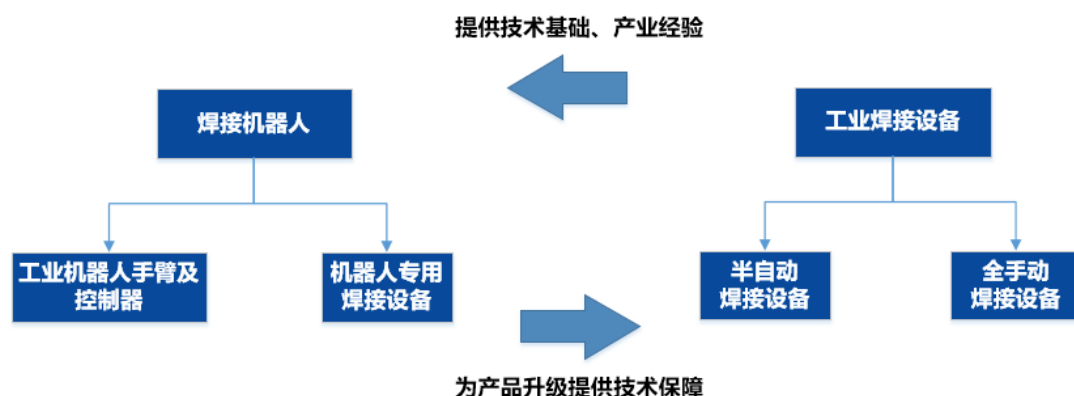 提供技术基础、产业经验
焊接机器人
工业焊接设备
工业机器人手臂及
控制器
机器人专用
焊接设备
半自动
焊接设备
全手动
焊接设备
为产品升级提供技术保障